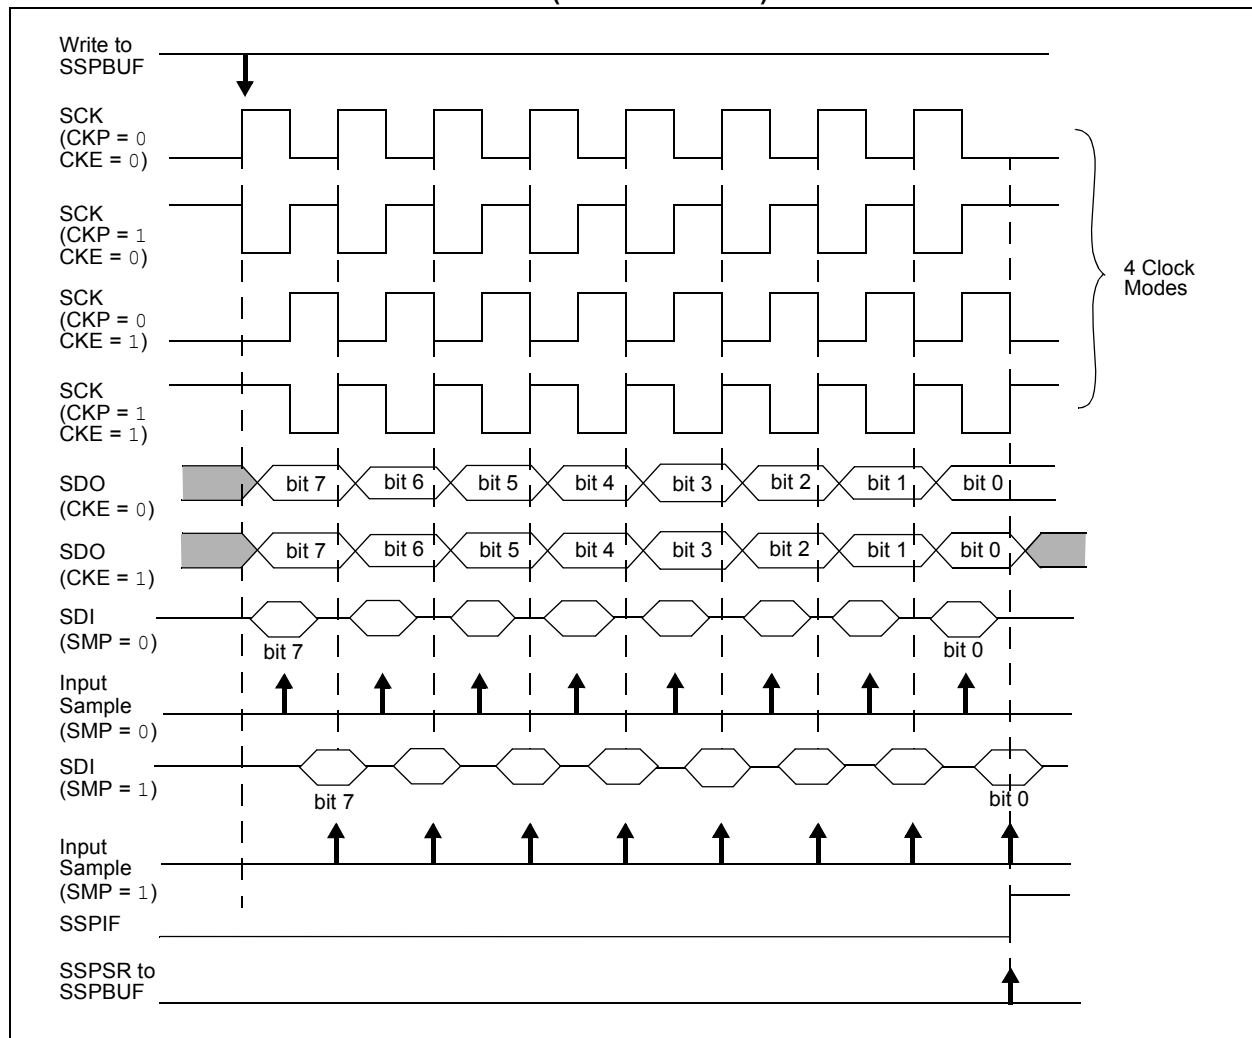 Write to
SSPBUF
SCK
(CKP = 0
CKE = 0)
SCK
(CKP = 1
CKE = 0)
SCK
(CKP = 0
CKE = 1)
SCK
(CKP = 1
CKE = 1)
4 Clock
Modes
SDO
(CKE = 0)
bit 7 bit 6 bit 5 bit 4 bit 3 bit 2 bit 1 bit 0
SDO
(CKE = 1)
bit 7 bit 6 bit 5 bit 4 bit 3 bit 2 bit 1 bit 0
SDI
(SMP = 0)
bit 7 bit 0
Input
Sample
(SMP = 0)
SDI
(SMP = 1)
bit 7 bit 0
Input
Sample
(SMP = 1)
SSPIF
SSPSR to
SSPBUF